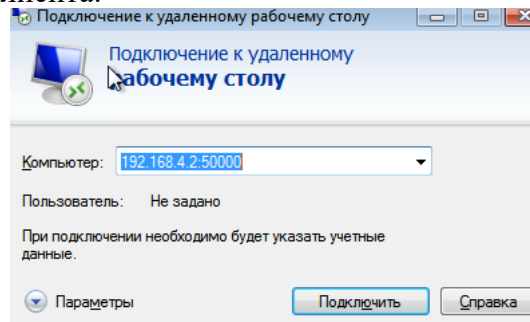 Подключение к удаленному рабочему столу
Подключение к удаленному
рабочему столу
Компьютер: 192.168.4.2:50000
Пользователь: Не задано
При подключении необходимо будет указать учетные
данные.
Параметры Подключить Справка